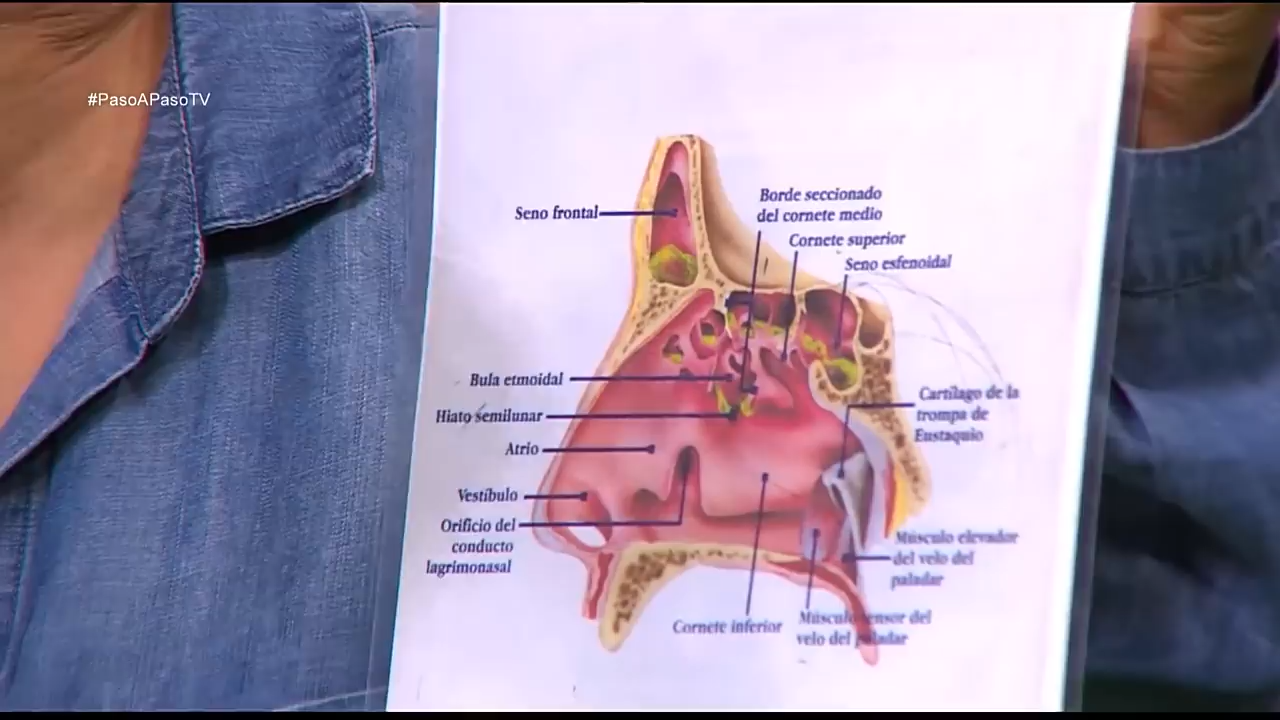 #PasoAPasoTV
Seno frontal
Borde seccionado
del cornete medio
Cornete superior
Seno esfenoidal
Bula etmoidal
Hiato semilunar
Atrio
Vestíbulo
Orificio del
conducto
lagrimonasal
Cartílago de la
trompa de
Eustaquio
Músculo elevador
del velo del
paladar
Cornete inferior
Músculo tensor del
velo del paladar